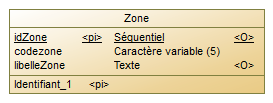 Zone
idZone <pi> Séquentiel <O>
codezone Caractère variable (5)
libelleZone Texte <O>
Identifiant_1 <pi>